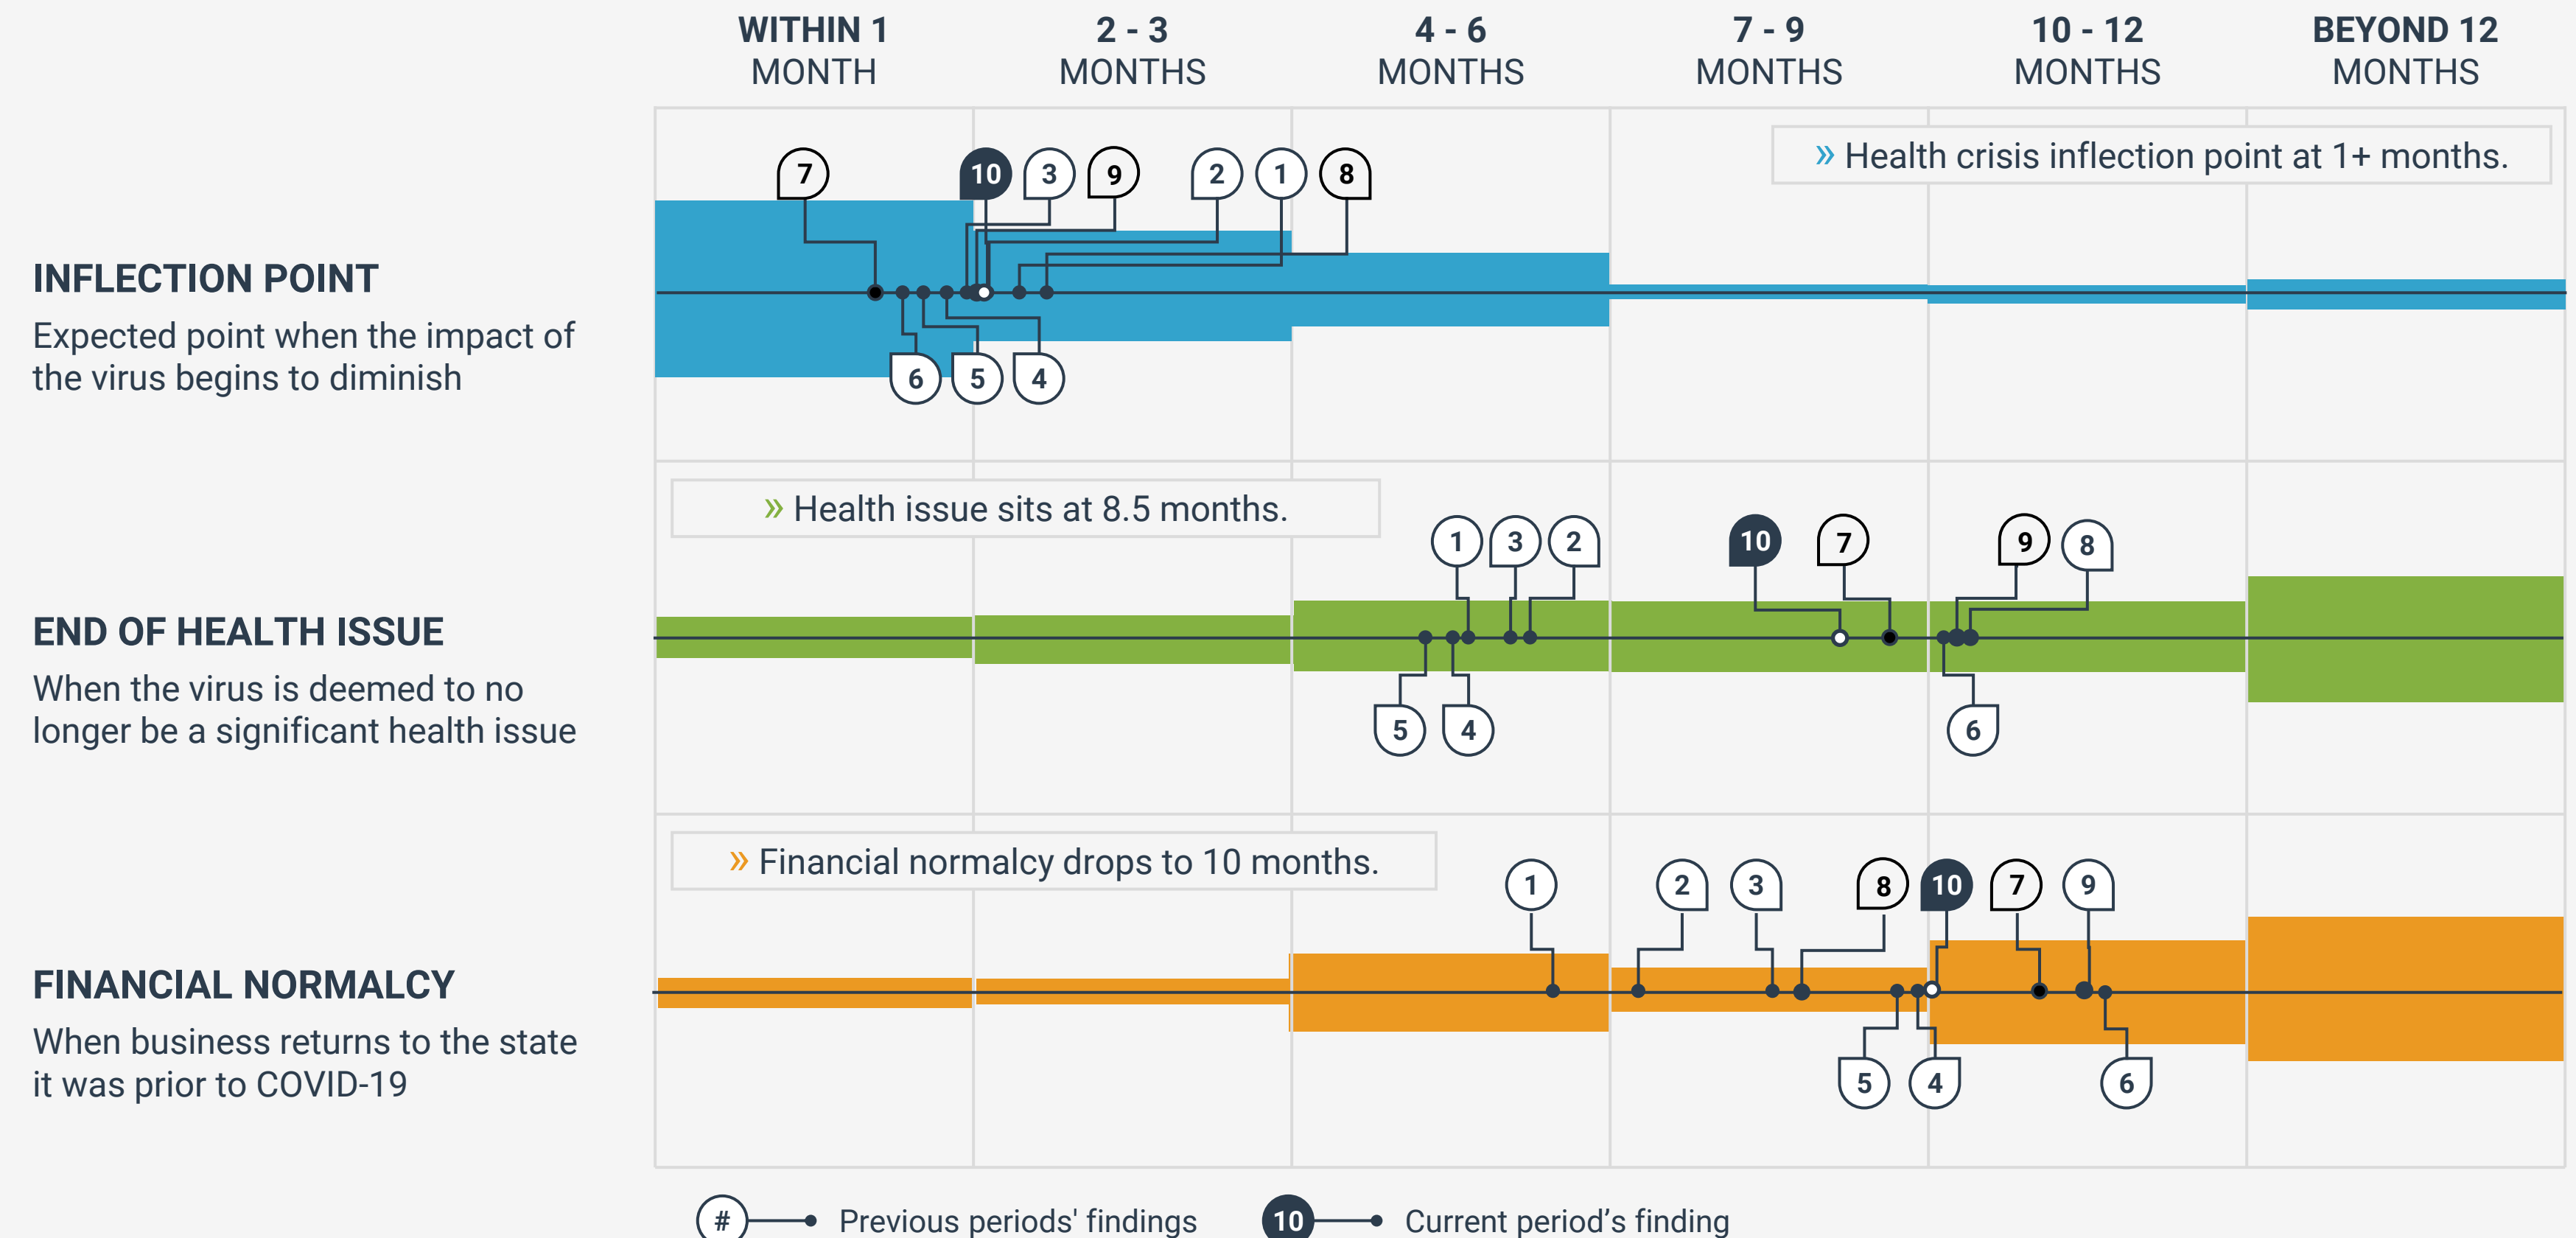 WITHIN 1
MONTH
2 - 3
MONTHS
4 - 6
MONTHS
7 - 9
MONTHS
10 - 12
MONTHS
BEYOND 12
MONTHS
» Health crisis inflection point at 1+ months.
7
10
3
9
2
1
8
INFLECTION POINT
Expected point when the impact of
the virus begins to diminish
6
5
4
» Health issue sits at 8.5 months.
1
3
2
10
7
9
8
END OF HEALTH ISSUE
When the virus is deemed to no
longer be a significant health issue
5
4
6
» Financial normalcy drops to 10 months.
1
2
3
8
10
7
9
FINANCIAL NORMALCY
When business returns to the state
it was prior to COVID-19
5
4
6
# Previous periods' findings
10 Current period’s finding